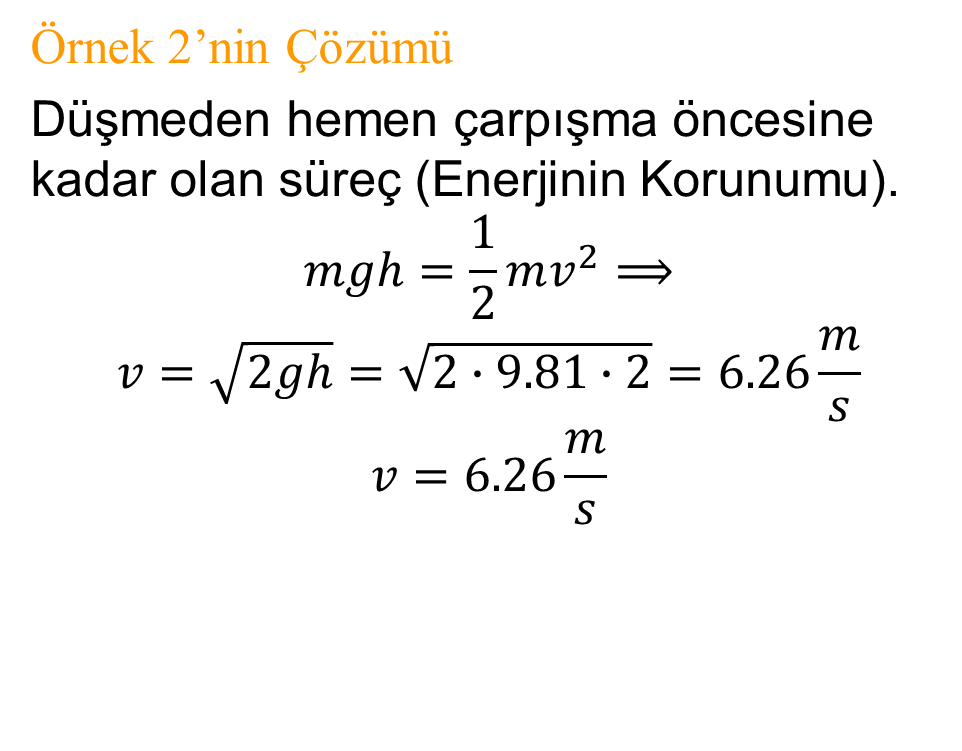 Örnek 2’nin Çözümü
Düşmeden hemen çarpışma öncesine
kadar olan süreç (Enerjinin Korunumu).
𝑚𝑔ℎ = 1/2 𝑚𝑣² ⟹
𝑣 = √(2𝑔ℎ) = √(2 · 9.81 · 2) = 6.26 𝑚/𝑠
𝑣 = 6.26 𝑚/𝑠